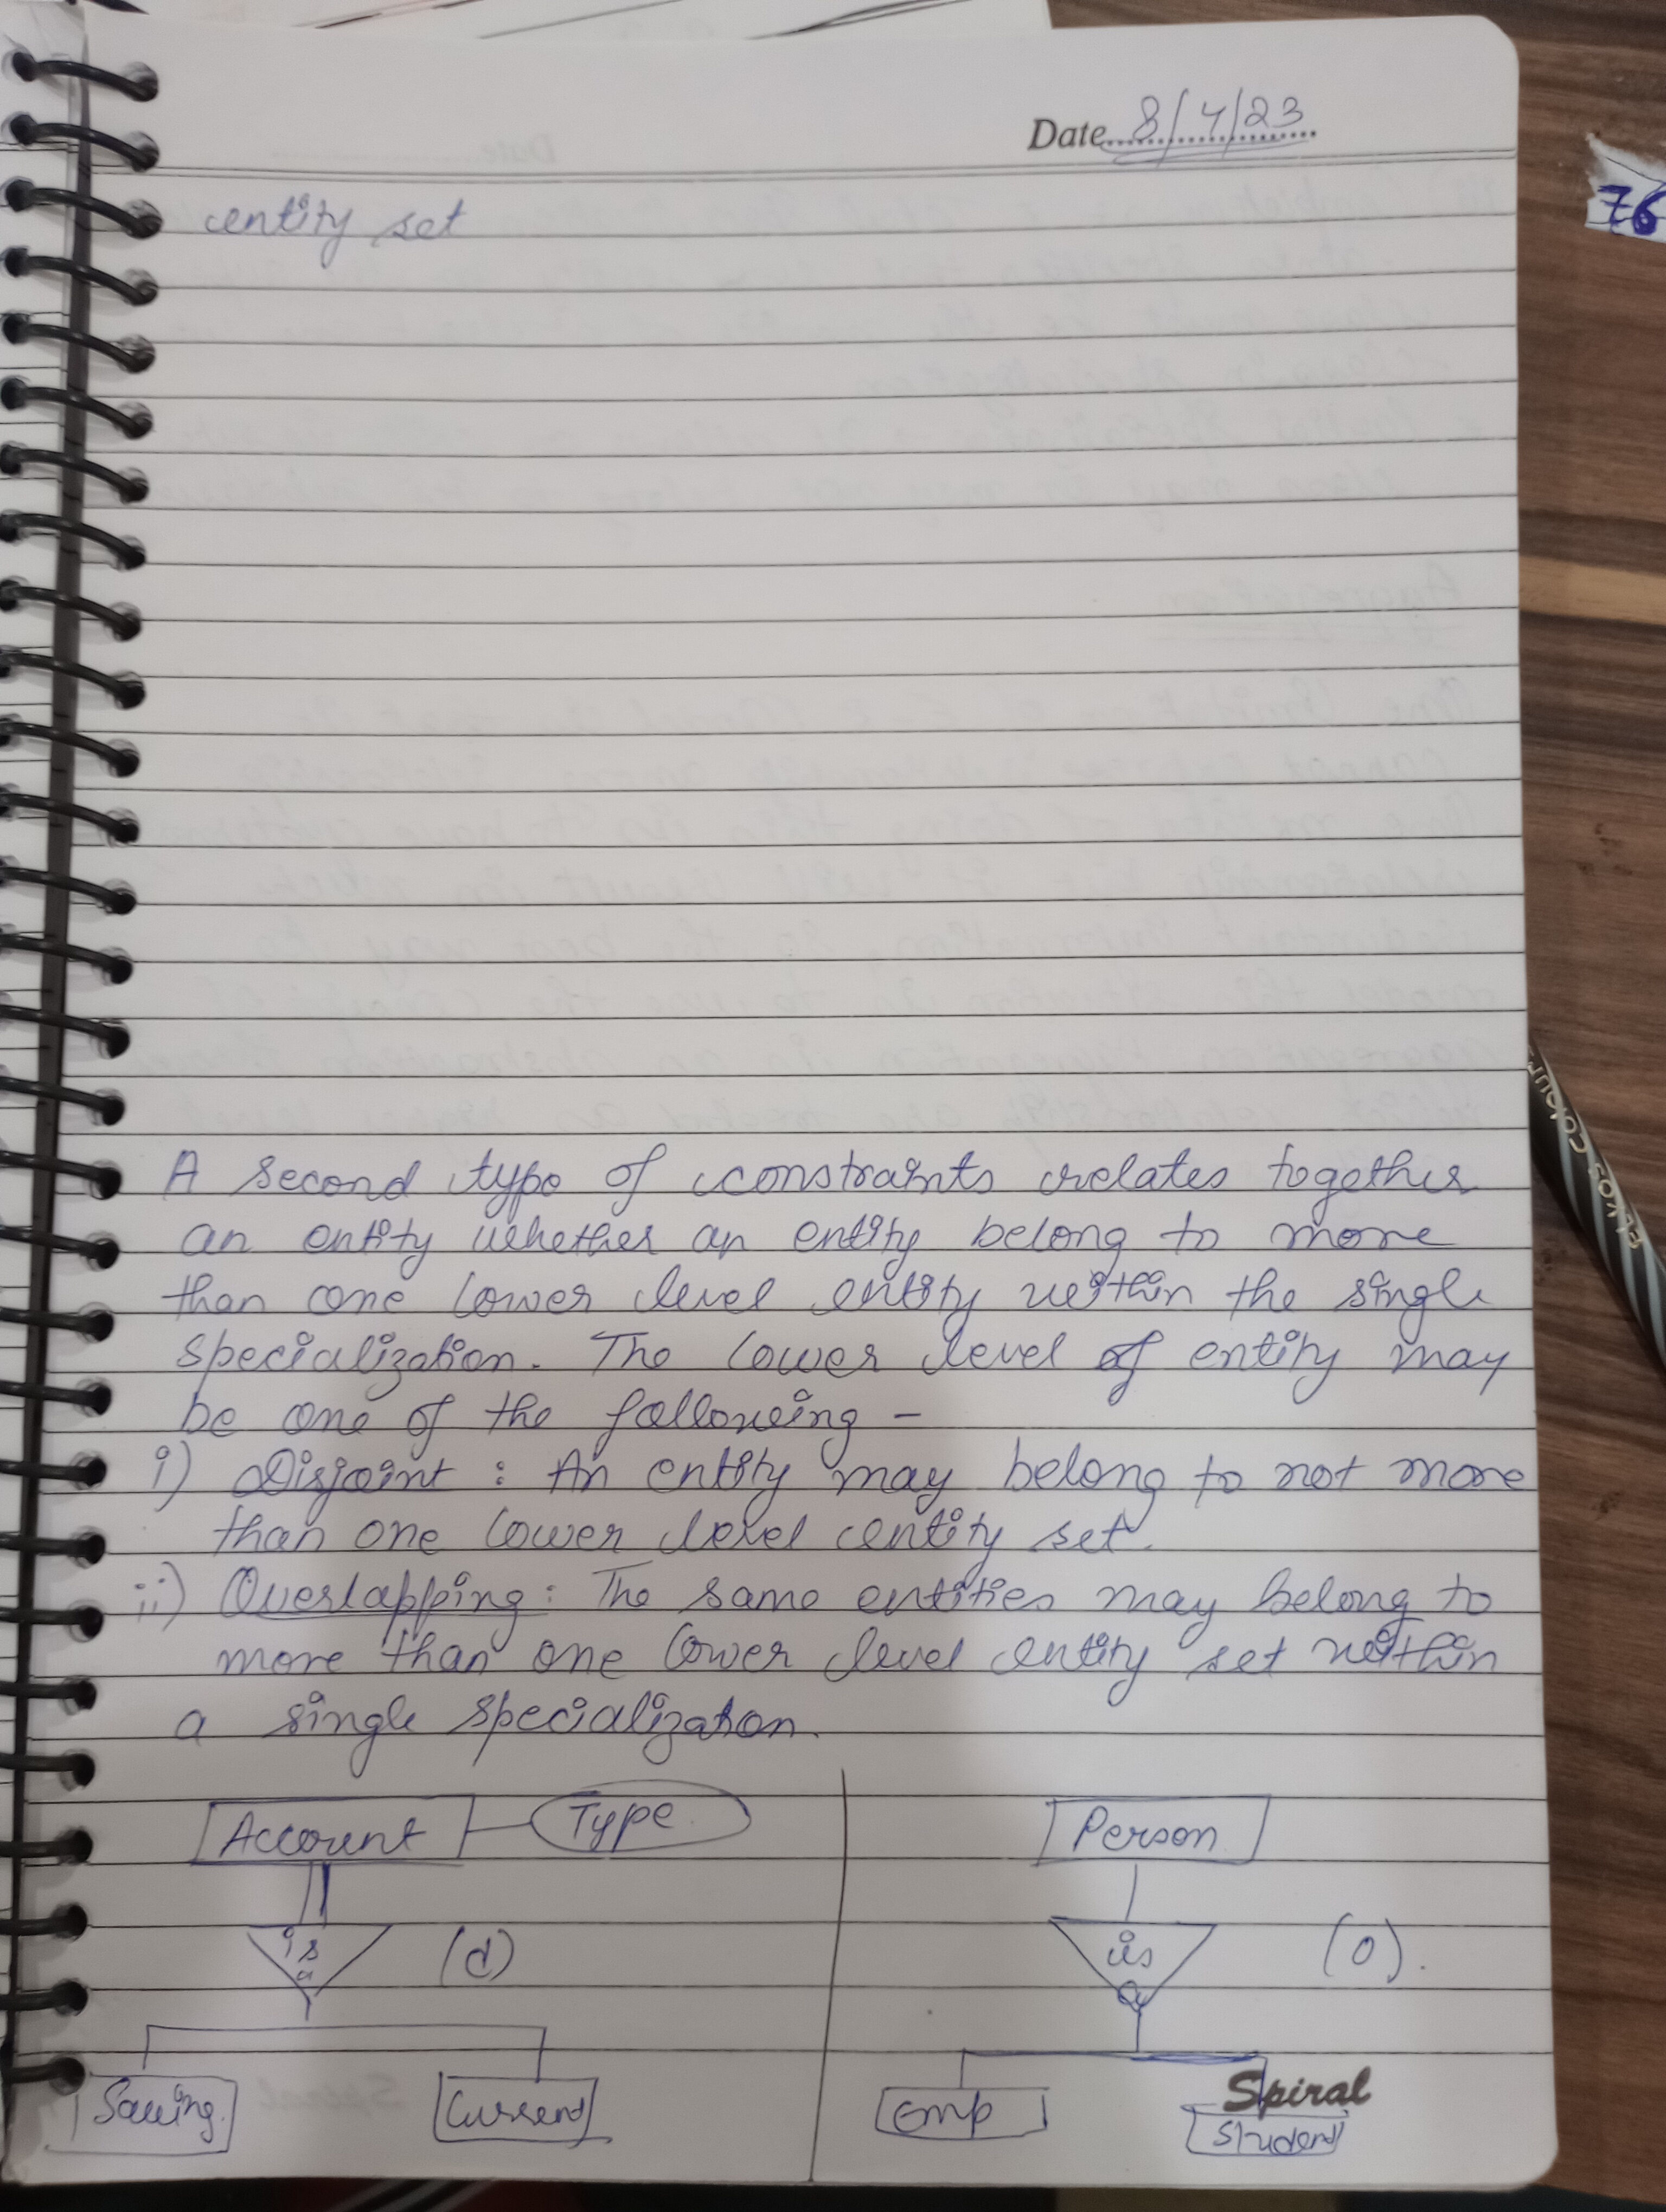 Date 8/4/23
76
entity set
A second type of constraints relates together
an entity whether an entity belong to more
than one lower level entity within the single
specialization. The lower level of entity may
be one of the following -
i) Disjoint : An entity may belong to not more
than one lower level entity set.
ii) Overlapping : The same entities may belong to
more than one lower level entity set within
a single specialization.
Account Type Person
is a (d) is a (o).
Saving Current emp Student
Spiral